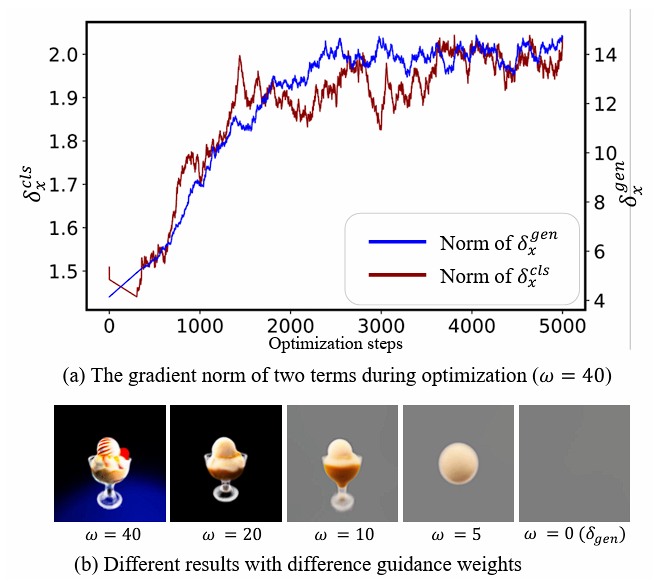 2.0
1.9
1.8
1.7
1.6
1.5
δ_x^{cls}
14
12
10
8
6
4
δ_x^{gen}
Norm of δ_x^{gen}
Norm of δ_x^{cls}
0 1000 2000 3000 4000 5000
Optimization steps
(a) The gradient norm of two terms during optimization (ω = 40)
ω = 40 ω = 20 ω = 10 ω = 5 ω = 0 (δ_{gen})
(b) Different results with difference guidance weights